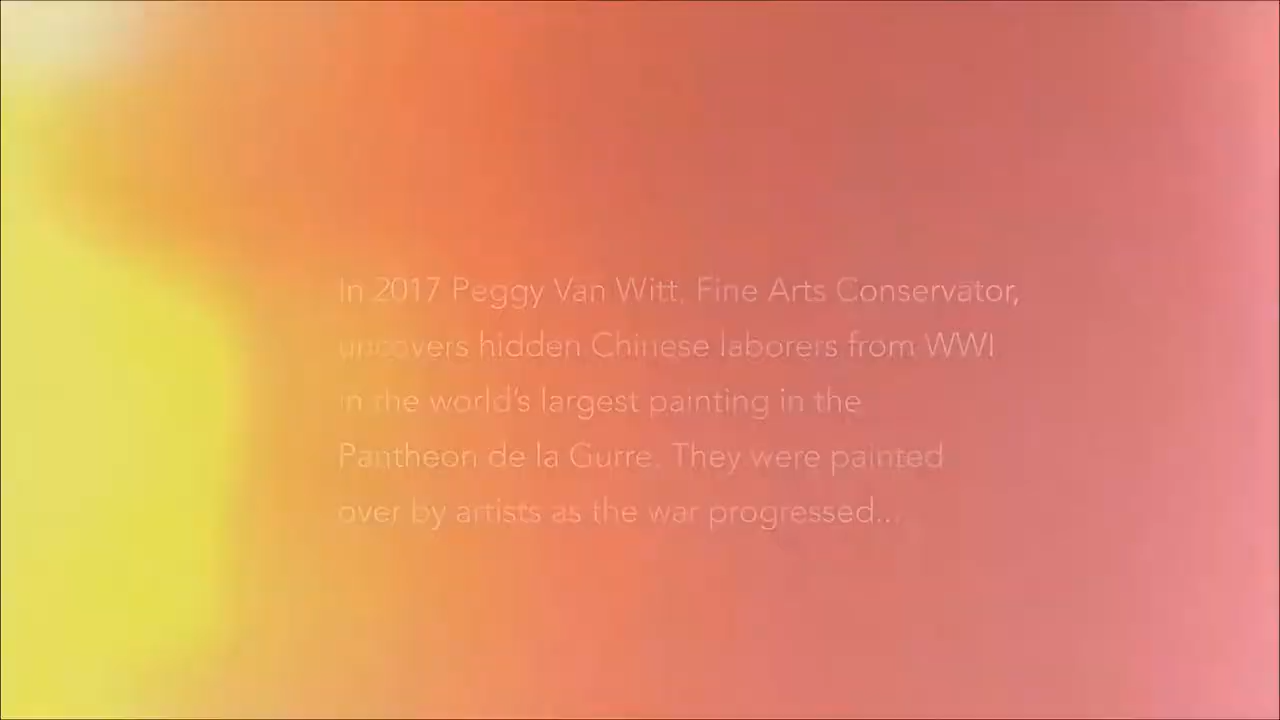 In 2017 Peggy Van Witt, Fine Arts Conservator,
uncovers hidden Chinese laborers from WWI
in the world's largest painting in the
Pantheon de la Gurre. They were painted
over by artists as the war progressed...